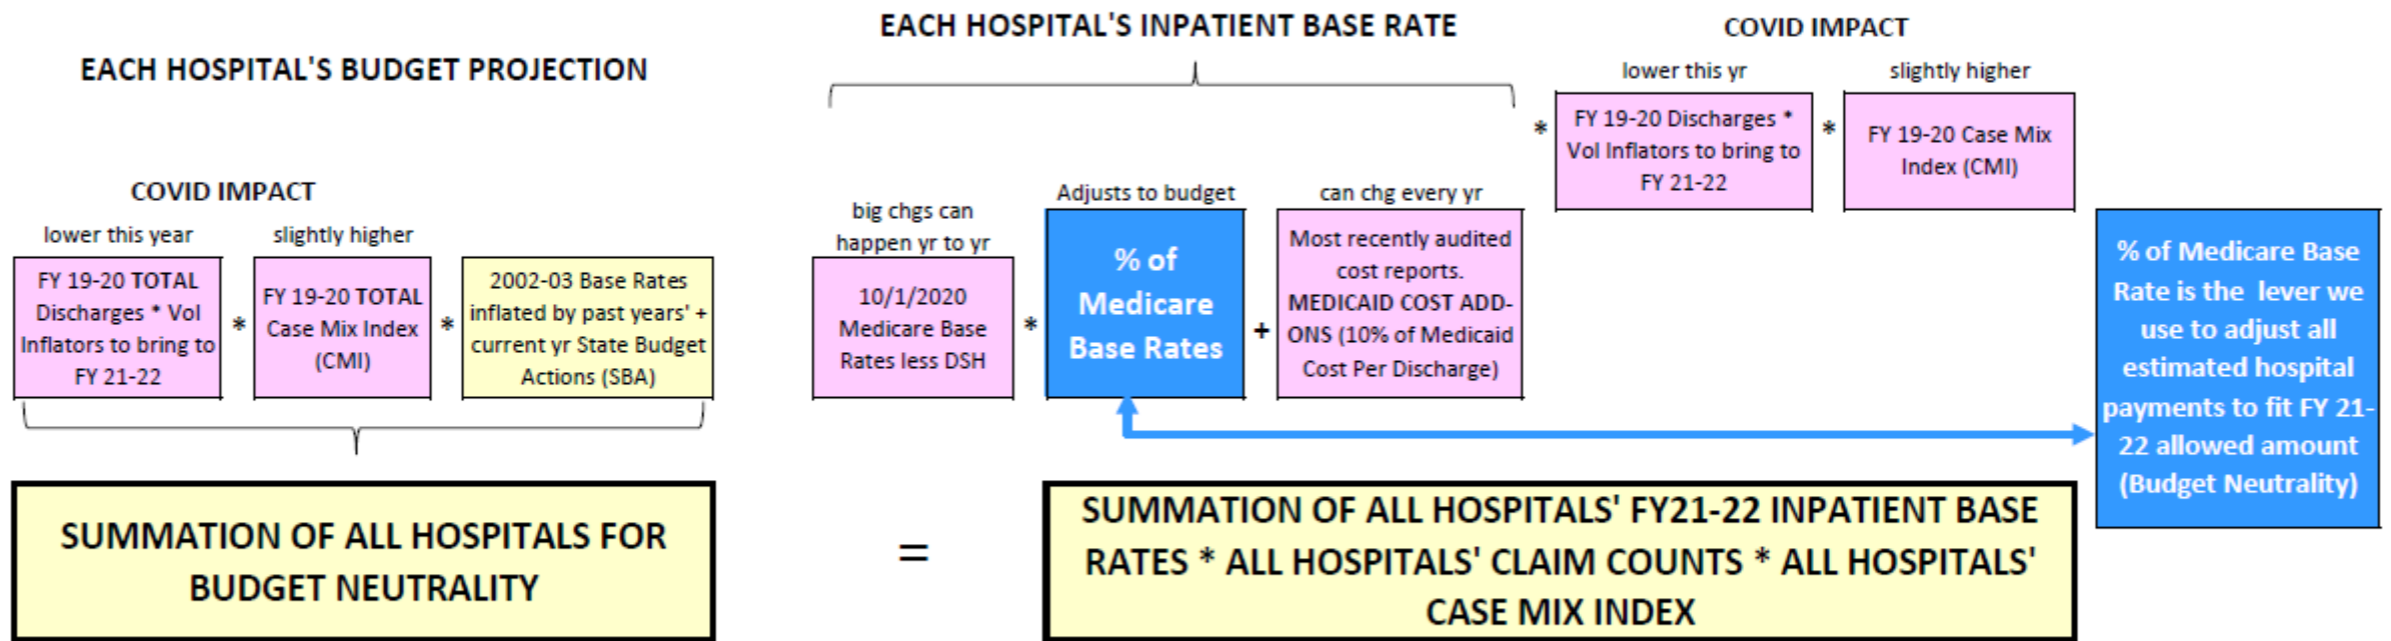 EACH HOSPITAL'S BUDGET PROJECTION
COVID IMPACT
lower this year
slightly higher
FY 19-20 TOTAL
Discharges * Vol
Inflators to bring to
FY 21-22
*
FY 19-20 TOTAL
Case Mix Index
(CMI)
*
2002-03 Base Rates
inflated by past years' +
current yr State Budget
Actions (SBA)
SUMMATION OF ALL HOSPITALS FOR
BUDGET NEUTRALITY
=
EACH HOSPITAL'S INPATIENT BASE RATE
big chgs can
happen yr to yr
10/1/2020
Medicare Base
Rates less DSH
*
Adjusts to budget
% of
Medicare
Base Rates
+
can chg every yr
Most recently audited
cost reports.
MEDICAID COST ADD-
ONS (10% of Medicaid
Cost Per Discharge)
COVID IMPACT
lower this yr
slightly higher
*
FY 19-20 Discharges *
Vol Inflators to bring to
FY 21-22
*
FY 19-20 Case Mix
Index (CMI)
% of Medicare Base
Rate is the lever we
use to adjust all
estimated hospital
payments to fit FY 21-
22 allowed amount
(Budget Neutrality)
SUMMATION OF ALL HOSPITALS' FY21-22 INPATIENT BASE
RATES * ALL HOSPITALS' CLAIM COUNTS * ALL HOSPITALS'
CASE MIX INDEX